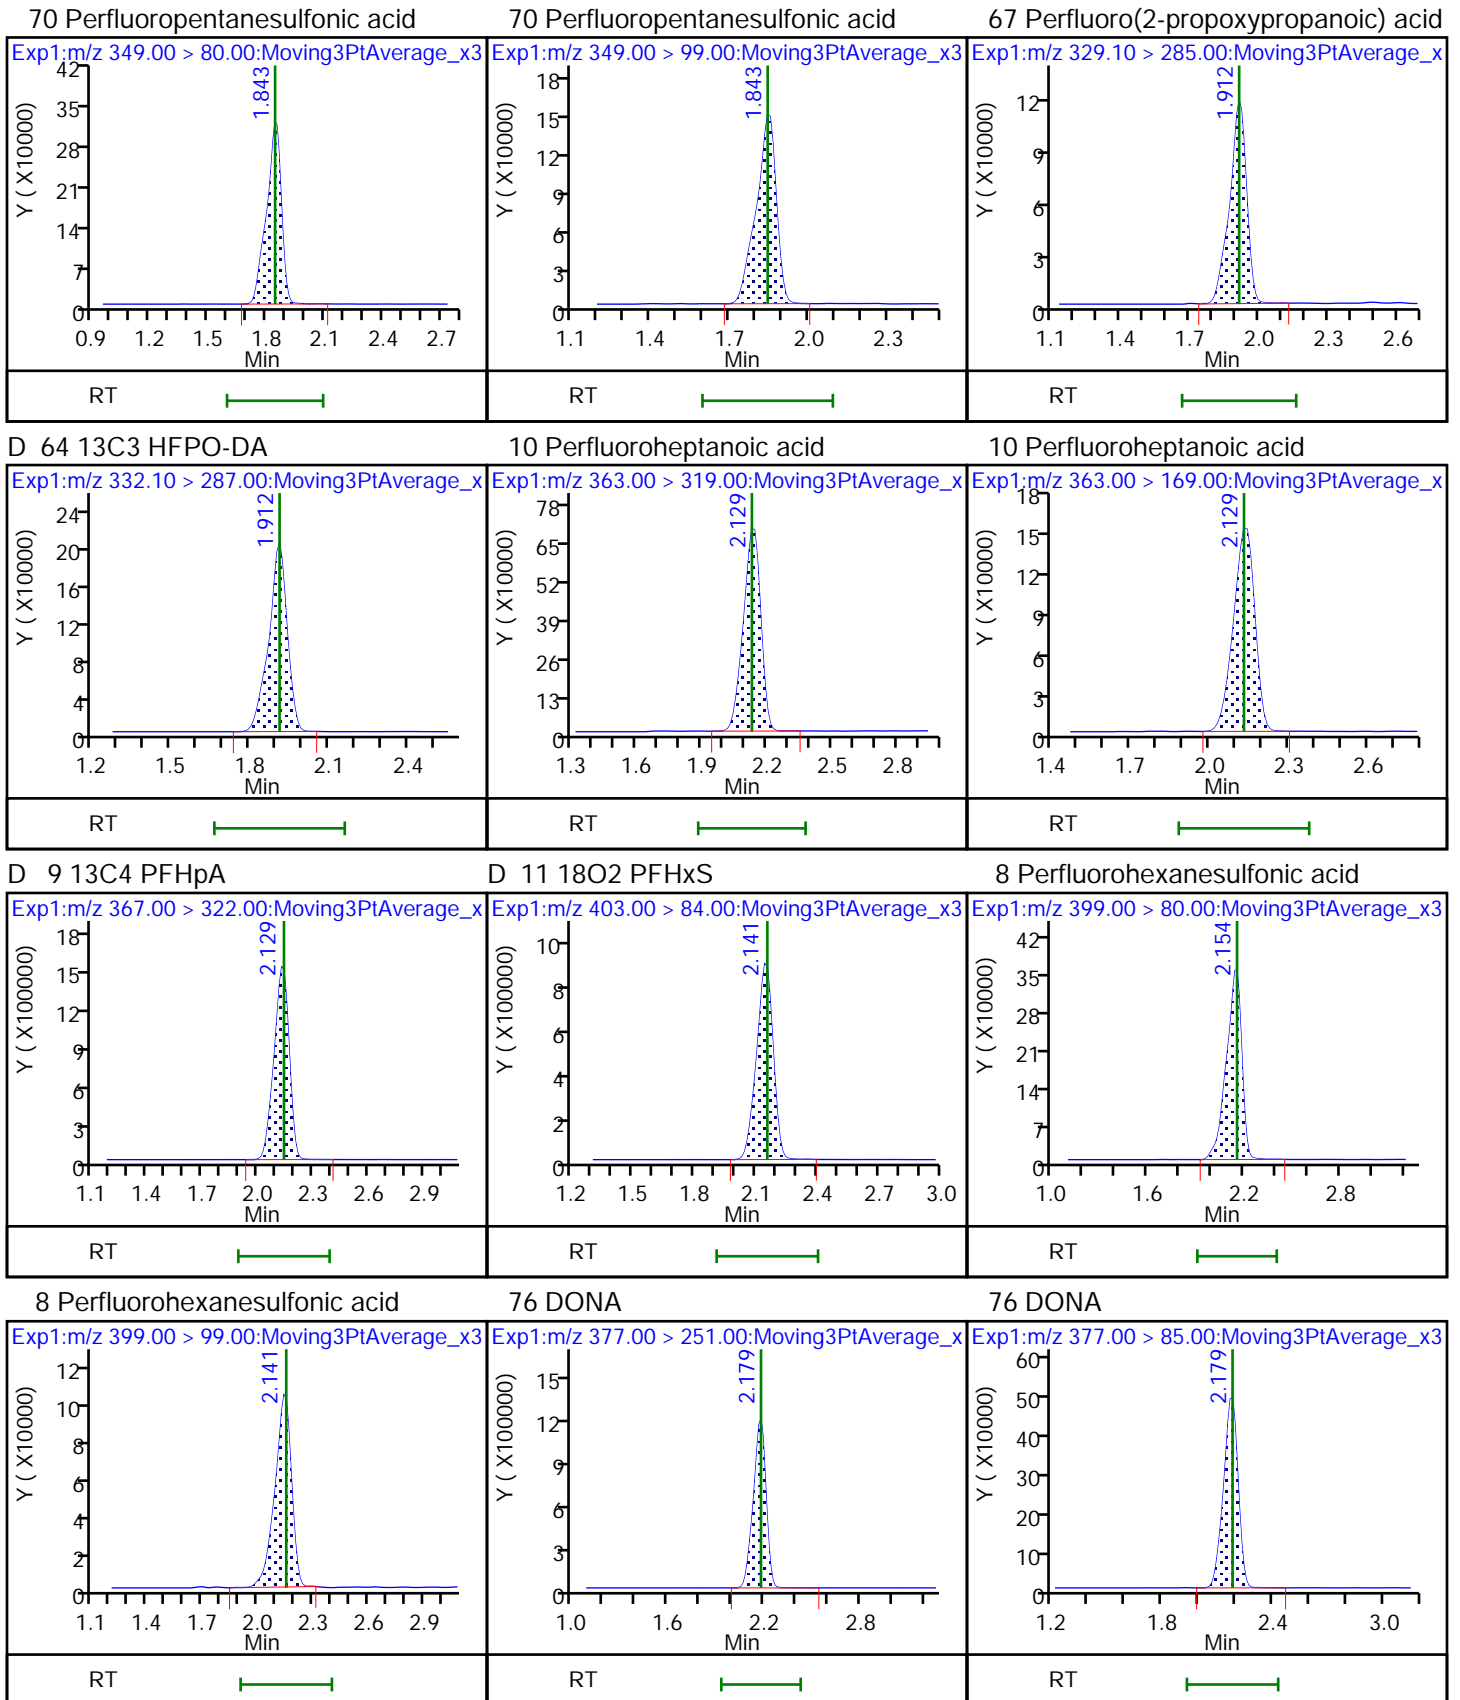 70 Perfluoropentanesulfonic acid
Exp1:m/z 349.00 > 80.00:Moving3PtAverage_x3
1.843
Y ( X10000)
42
35
28
21
14
7
0
0.9 1.2 1.5 1.8 2.1 2.4 2.7
Min
RT
70 Perfluoropentanesulfonic acid
Exp1:m/z 349.00 > 99.00:Moving3PtAverage_x3
1.843
Y ( X10000)
18
15
12
9
6
3
0
1.1 1.4 1.7 2.0 2.3
Min
RT
67 Perfluoro(2-propoxypropanoic) acid
Exp1:m/z 329.10 > 285.00:Moving3PtAverage_x
1.912
Y ( X10000)
12
9
6
3
0
1.1 1.4 1.7 2.0 2.3 2.6
Min
RT
D 64 13C3 HFPO-DA
Exp1:m/z 332.10 > 287.00:Moving3PtAverage_x
1.912
Y ( X10000)
24
20
16
12
8
4
0
1.2 1.5 1.8 2.1 2.4
Min
RT
10 Perfluoroheptanoic acid
Exp1:m/z 363.00 > 319.00:Moving3PtAverage_x
2.129
Y ( X10000)
78
65
52
39
26
13
0
1.3 1.6 1.9 2.2 2.5 2.8
Min
RT
10 Perfluoroheptanoic acid
Exp1:m/z 363.00 > 169.00:Moving3PtAverage_x
2.129
Y ( X10000)
18
15
12
9
6
3
0
1.4 1.7 2.0 2.3 2.6
Min
RT
D 9 13C4 PFHpA
Exp1:m/z 367.00 > 322.00:Moving3PtAverage_x
2.129
Y ( X100000)
18
15
12
9
6
3
0
1.1 1.4 1.7 2.0 2.3 2.6 2.9
Min
RT
D 11 18O2 PFHxS
Exp1:m/z 403.00 > 84.00:Moving3PtAverage_x3
2.141
Y ( X100000)
10
8
6
4
2
0
1.2 1.5 1.8 2.1 2.4 2.7 3.0
Min
RT
8 Perfluorohexanesulfonic acid
Exp1:m/z 399.00 > 80.00:Moving3PtAverage_x3
2.154
Y ( X10000)
42
35
28
21
14
7
0
1.0 1.6 2.2 2.8
Min
RT
8 Perfluorohexanesulfonic acid
Exp1:m/z 399.00 > 99.00:Moving3PtAverage_x3
2.141
Y ( X10000)
12
10
8
6
4
2
0
1.1 1.4 1.7 2.0 2.3 2.6 2.9
Min
RT
76 DONA
Exp1:m/z 377.00 > 251.00:Moving3PtAverage_x
2.179
Y ( X100000)
15
12
9
6
3
0
1.0 1.6 2.2 2.8
Min
RT
76 DONA
Exp1:m/z 377.00 > 85.00:Moving3PtAverage_x3
2.179
Y ( X10000)
60
50
40
30
20
10
0
1.2 1.8 2.4 3.0
Min
RT